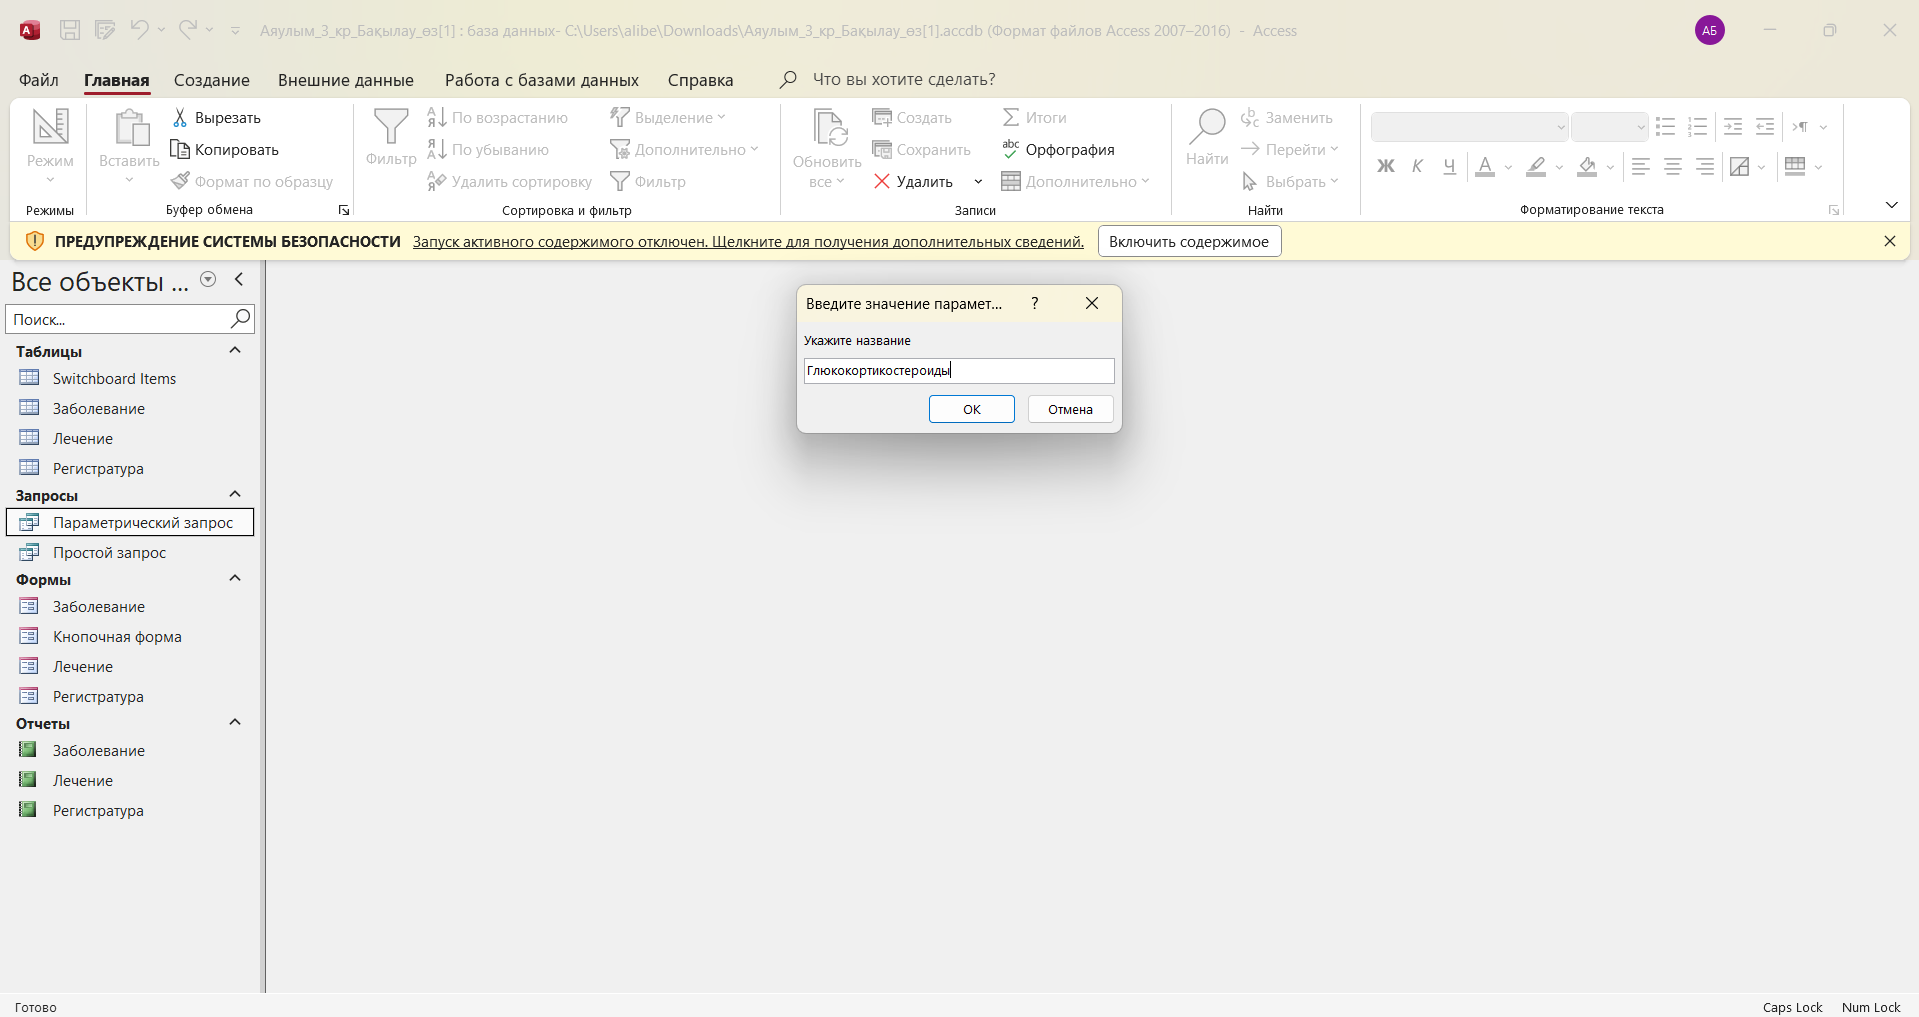 Аяулым_3_кр_Бақылау_өз[1] : база данных- C:\Users\alibe\Downloads\Аяулым_3_кр_Бақылау_өз[1].accdb (Формат файлов Access 2007–2016) - Access
АБ
Файл Главная Создание Внешние данные Работа с базами данных Справка Что вы хотите сделать?
Режим
Режимы
Вставить
Вырезать
Копировать
Формат по образцу
Буфер обмена
Фильтр
По возрастанию
По убыванию
Удалить сортировку
Выделение
Дополнительно
Фильтр
Сортировка и фильтр
Обновить
все
Создать
Сохранить
Удалить
Итоги
Орфография
Дополнительно
Записи
Найти
Заменить
Перейти
Выбрать
Найти
Ж К Ч А
Форматирование текста
ПРЕДУПРЕЖДЕНИЕ СИСТЕМЫ БЕЗОПАСНОСТИ Запуск активного содержимого отключен. Щелкните для получения дополнительных сведений. Включить содержимое
Все объекты ...
Поиск...
Таблицы
Switchboard Items
Заболевание
Лечение
Регистратура
Запросы
Параметрический запрос
Простой запрос
Формы
Заболевание
Кнопочная форма
Лечение
Регистратура
Отчеты
Заболевание
Лечение
Регистратура
Введите значение парамет... ?
Укажите название
Глюкокортикостероиды
ОК Отмена
Готово
Caps Lock Num Lock